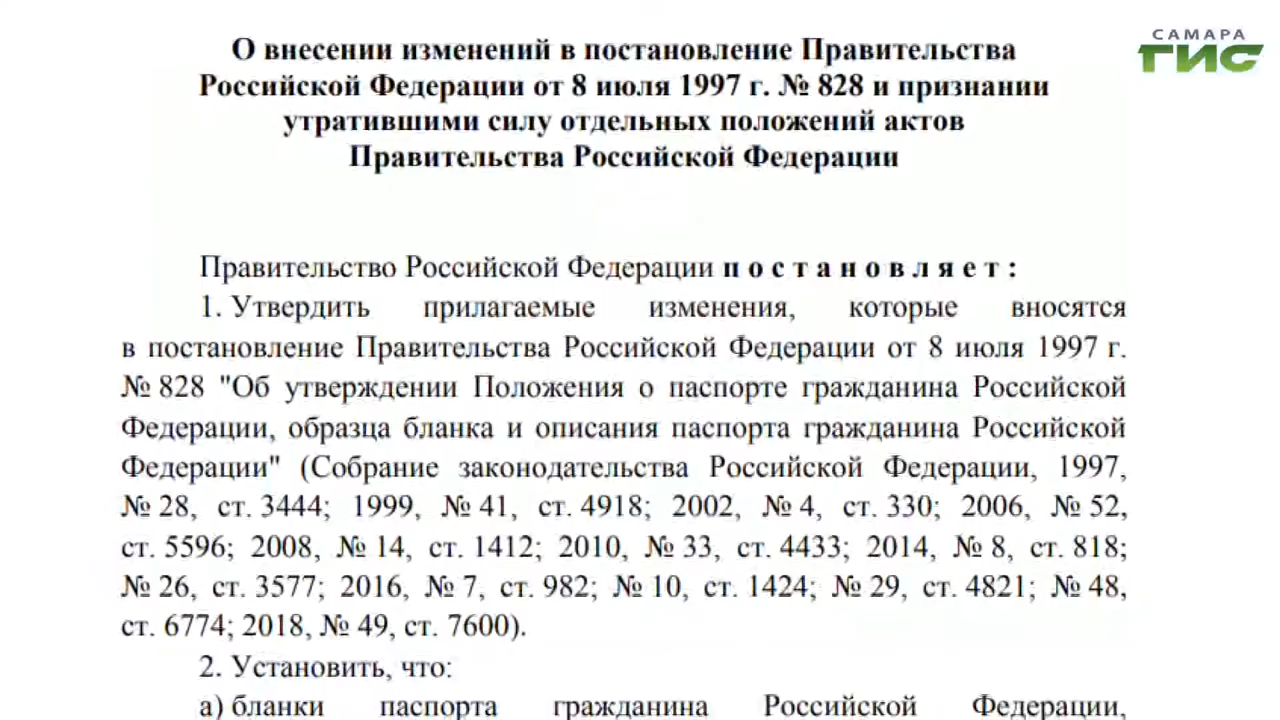 О внесении изменений в постановление Правительства
Российской Федерации от 8 июля 1997 г. № 828 и признании
утратившими силу отдельных положений актов
Правительства Российской Федерации
САМАРА
ГИС
Правительство Российской Федерации постановляет:
1. Утвердить прилагаемые изменения, которые вносятся
в постановление Правительства Российской Федерации от 8 июля 1997 г.
№ 828 "Об утверждении Положения о паспорте гражданина Российской
Федерации, образца бланка и описания паспорта гражданина Российской
Федерации" (Собрание законодательства Российской Федерации, 1997,
№ 28, ст. 3444; 1999, № 41, ст. 4918; 2002, № 4, ст. 330; 2006, № 52,
ст. 5596; 2008, № 14, ст. 1412; 2010, № 33, ст. 4433; 2014, № 8, ст. 818;
№ 26, ст. 3577; 2016, № 7, ст. 982; № 10, ст. 1424; № 29, ст. 4821; № 48,
ст. 6774; 2018, № 49, ст. 7600).
2. Установить, что:
а) бланки паспорта гражданина Российской Федерации,